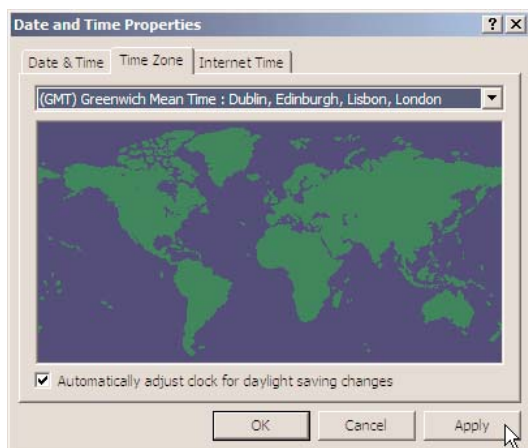 Date and Time Properties
Date & Time Time Zone Internet Time
(GMT) Greenwich Mean Time : Dublin, Edinburgh, Lisbon, London
Automatically adjust clock for daylight saving changes
OK Cancel Apply